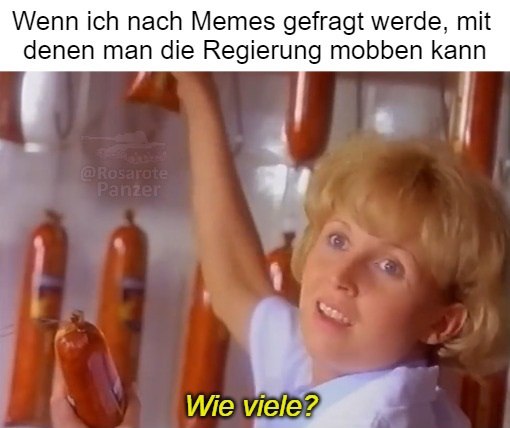 Wenn ich nach Memes gefragt werde, mit
denen man die Regierung mobben kann
@Rosarote
Panzer
Wie viele?